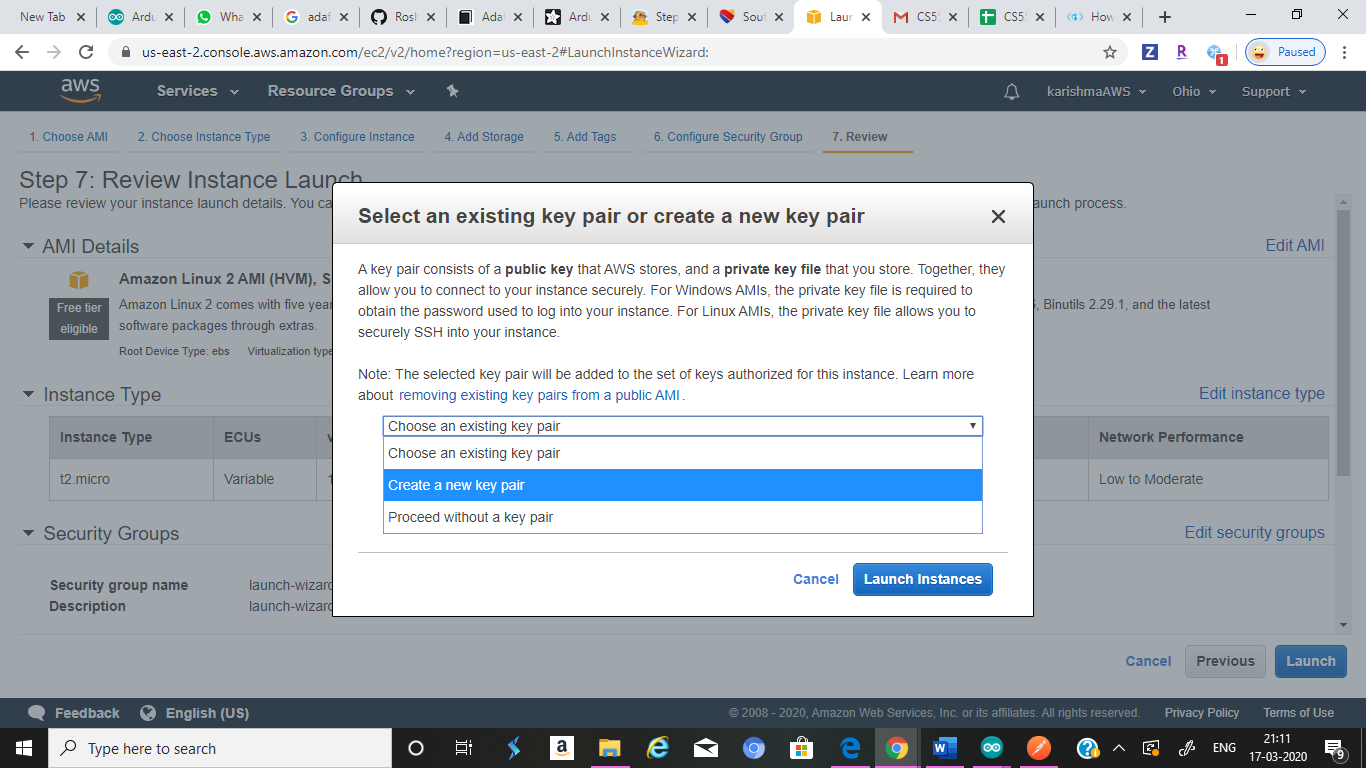 New Tab
Ardu
Wha
adaf
Rosh
Adaf
Ardu
Step
Sout
Laur
CS55
CS55
How
us-east-2.console.aws.amazon.com/ec2/v2/home?region=us-east-2#LaunchInstanceWizard:
Z
R
1
Paused
aws
Services
Resource Groups
karishmaAWS
Ohio
Support
1. Choose AMI
2. Choose Instance Type
3. Configure Instance
4. Add Storage
5. Add Tags
6. Configure Security Group
7. Review
Step 7: Review Instance Launch
Please review your instance launch details. You ca
aunch process.
AMI Details
Edit AMI
Amazon Linux 2 AMI (HVM), S
Free tier
eligible
Amazon Linux 2 comes with five year
, Binutils 2.29.1, and the latest
software packages through extras.
Root Device Type: ebs
Virtualization type
Instance Type
Edit instance type
Instance Type
ECUs
Network Performance
t2.micro
Variable
Low to Moderate
Security Groups
Edit security groups
Security group name
launch-wizard
Description
launch-wizard
Select an existing key pair or create a new key pair
A key pair consists of a public key that AWS stores, and a private key file that you store. Together, they
allow you to connect to your instance securely. For Windows AMIs, the private key file is required to
obtain the password used to log into your instance. For Linux AMIs, the private key file allows you to
securely SSH into your instance.
Note: The selected key pair will be added to the set of keys authorized for this instance. Learn more
about removing existing key pairs from a public AMI.
Choose an existing key pair
Choose an existing key pair
Create a new key pair
Proceed without a key pair
Cancel
Launch Instances
Cancel
Previous
Launch
Feedback
English (US)
© 2008 - 2020, Amazon Web Services, Inc. or its affiliates. All rights reserved.
Privacy Policy
Terms of Use
Type here to search
ENG
21:11
17-03-2020
9